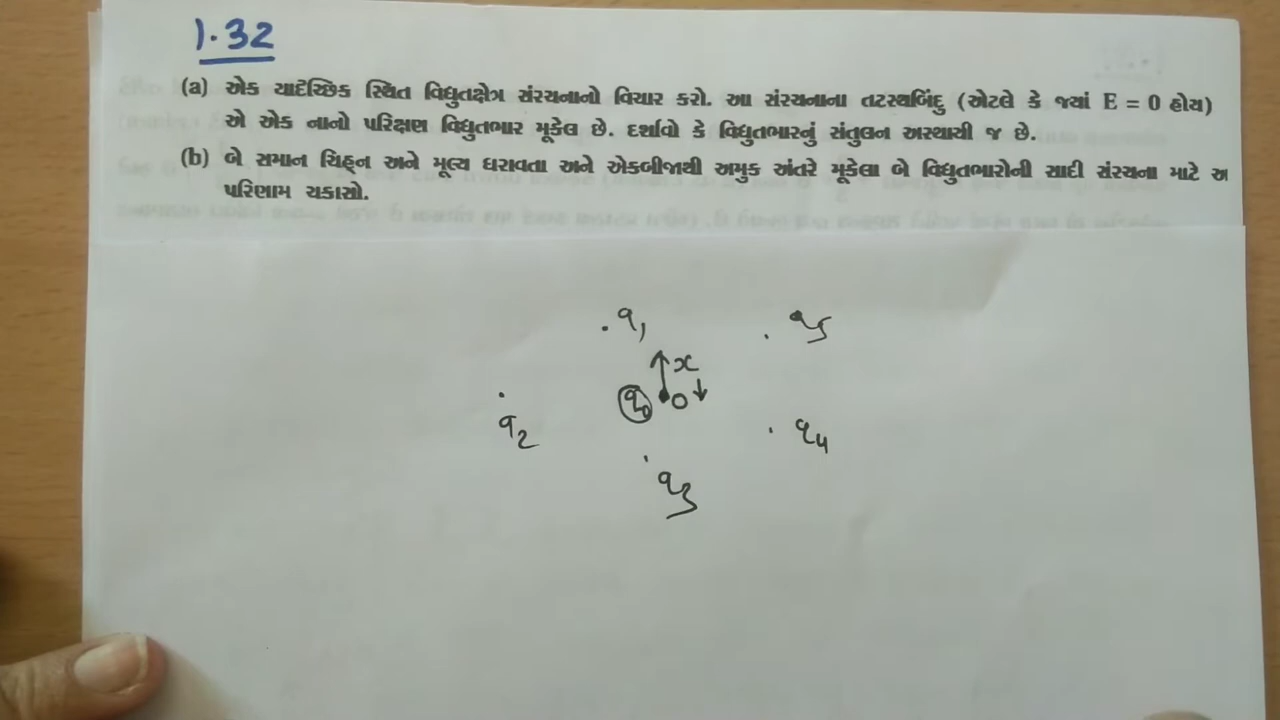 1.32
(a) એક યાદચ્છિક સ્થિત વિદ્યુતક્ષેત્ર સંરચનાનો વિચાર કરો. આ સંરચનાના તટસ્થબિંદુ (એટલે કે જ્યાં E = 0 હોય)
એ એક નાનો પરિક્ષણ વિદ્યુતભાર મૂકેલ છે. દર્શાવો કે વિદ્યુતભારનું સંતુલન અસ્થાયી જ છે.
(b) બે સમાન ચિહ્ન અને મૂલ્ય ધરાવતા અને એકબીજાથી અમુક અંતરે મૂકેલા બે વિદ્યુતભારોની સાદી સંરચના માટે અ
પરિણામ ચકાસો.
q1 q5
x
q2 q0 O q4
q3